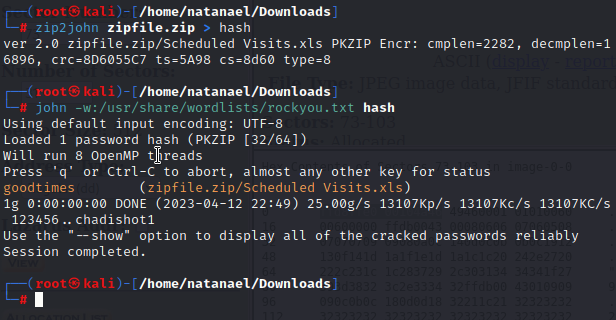 ┌──(root㉿kali)-[/home/natanael/Downloads]
└─# zip2john zipfile.zip > hash
ver 2.0 zipfile.zip/Scheduled Visits.xls PKZIP Encr: cmplen=2282, decmplen=1
6896, crc=8D6055C7 ts=5A98 cs=8d60 type=8
┌──(root㉿kali)-[/home/natanael/Downloads]
└─# john -w:/usr/share/wordlists/rockyou.txt hash
Using default input encoding: UTF-8
Loaded 1 password hash (PKZIP [32/64])
Will run 8 OpenMP threads
Press 'q' or Ctrl-C to abort, almost any other key for status
goodtimes (zipfile.zip/Scheduled Visits.xls)
1g 0:00:00:00 DONE (2023-04-12 22:49) 25.00g/s 13107Kp/s 13107Kc/s 13107KC/s
123456..chadishot1
Use the "--show" option to display all of the cracked passwords reliably
Session completed.
┌──(root㉿kali)-[/home/natanael/Downloads]
└─#